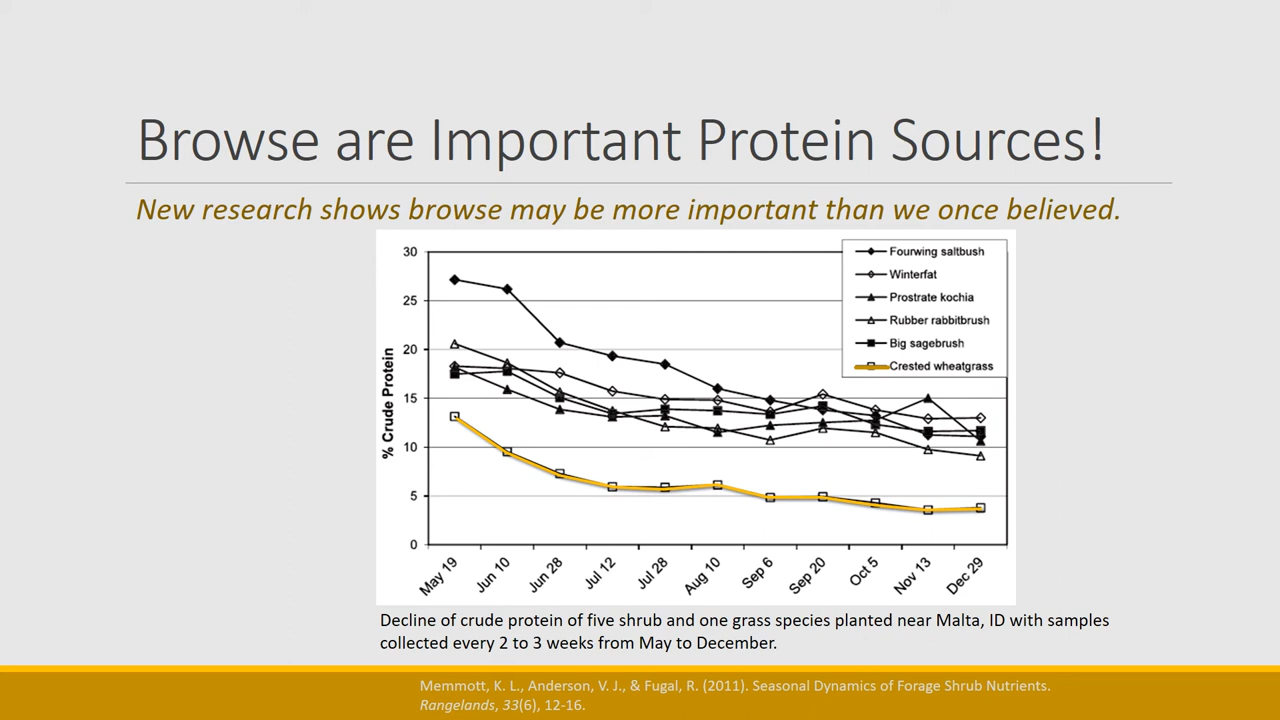 Browse are Important Protein Sources!
New research shows browse may be more important than we once believed.
30
25
20
15
10
5
0
% Crude Protein
Fourwing saltbush
Winterfat
Prostrate kochia
Rubber rabbitbrush
Big sagebrush
Crested wheatgrass
May 19
Jun 10
Jun 28
Jul 12
Jul 28
Aug 10
Sep 6
Sep 20
Oct 5
Nov 13
Dec 29
Decline of crude protein of five shrub and one grass species planted near Malta, ID with samples
collected every 2 to 3 weeks from May to December.
Memmott, K. L., Anderson, V. J., & Fugal, R. (2011). Seasonal Dynamics of Forage Shrub Nutrients.
Rangelands, 33(6), 12-16.